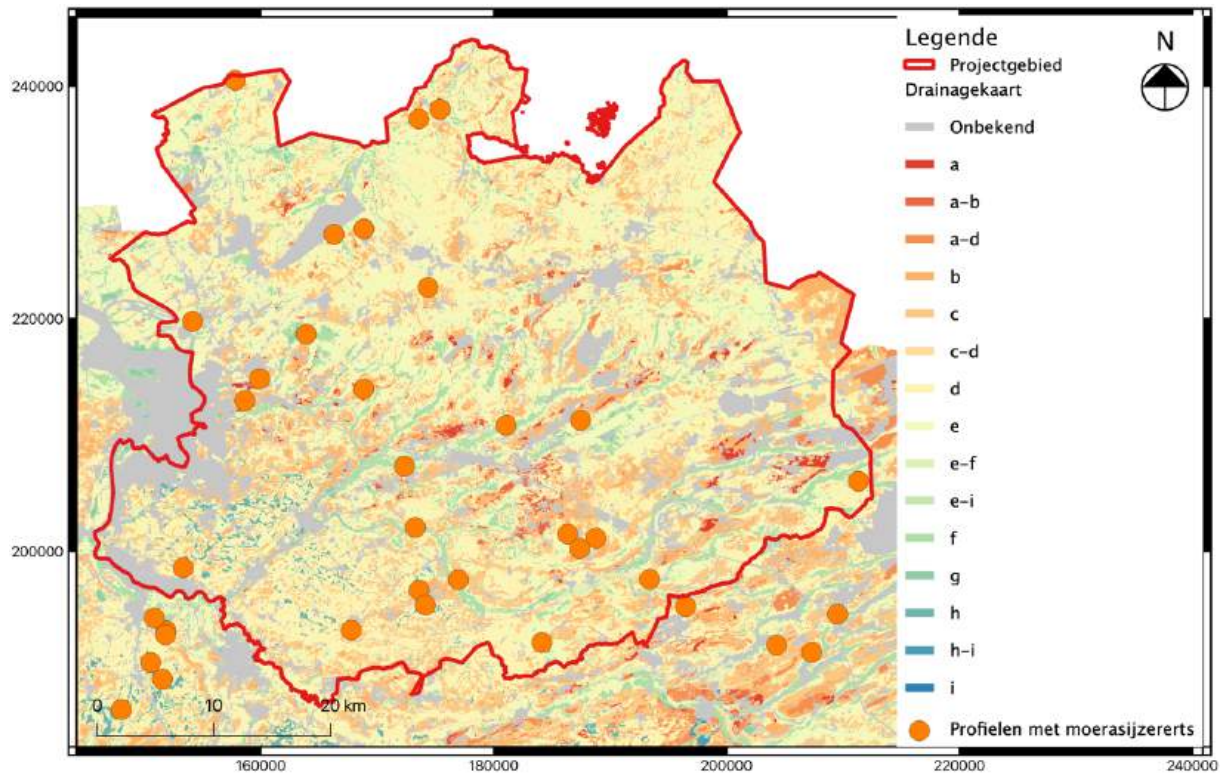 Legende
N
Projectgebied
Drainagekaart
Onbekend
a
a-b
a-d
b
c
c-d
d
e
e-f
e-i
f
g
h
h-i
i
Profielen met moerasijzererts
240000
220000
200000
0 10 20 km
160000 180000 200000 220000 240000